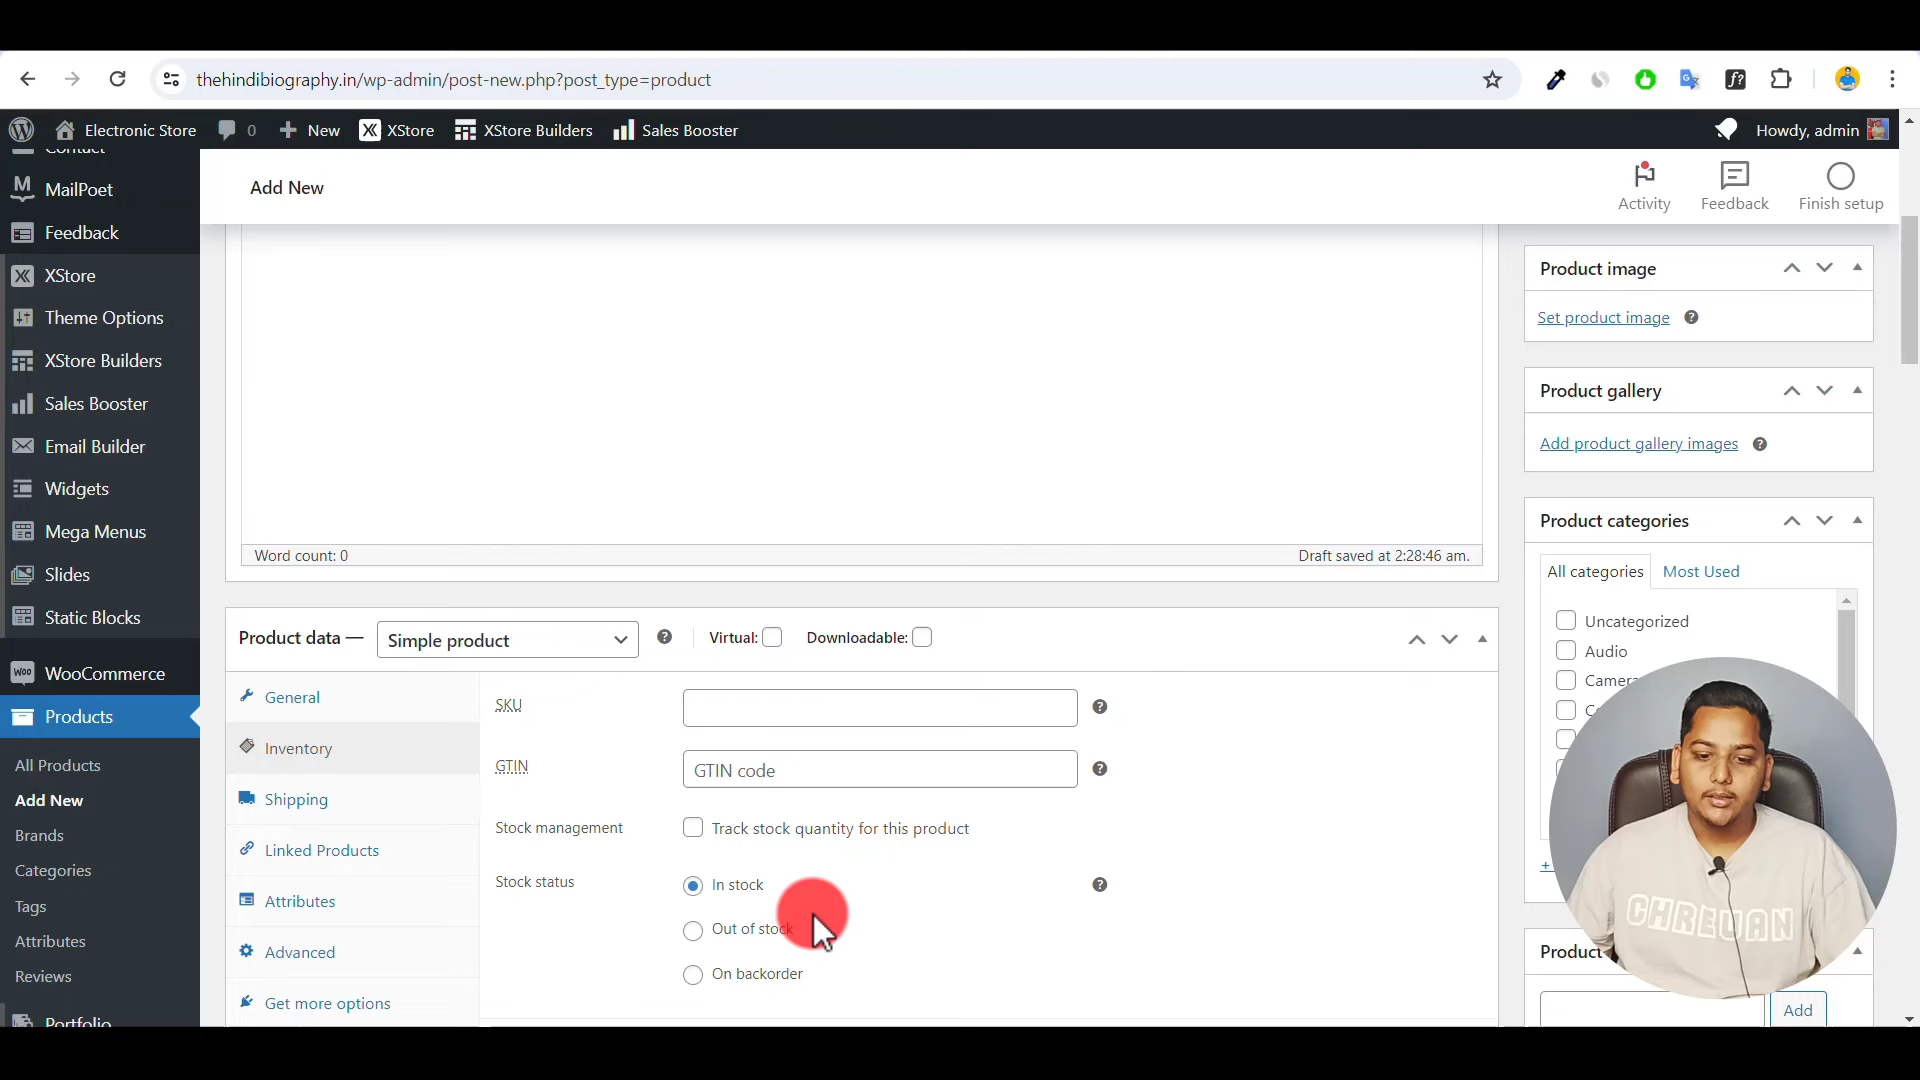 thehindibiography.in/wp-admin/post-new.php?post_type=product
Electronic Store
0
New
XStore
XStore Builders
Sales Booster
Howdy, admin
Contact
MailPoet
Feedback
XStore
Theme Options
XStore Builders
Sales Booster
Email Builder
Widgets
Mega Menus
Slides
Static Blocks
WooCommerce
Products
All Products
Add New
Brands
Categories
Tags
Attributes
Reviews
Portfolio
Add New
Activity
Feedback
Finish setup
Word count: 0
Draft saved at 2:28:46 am.
Product data —
Simple product
Virtual:
Downloadable:
General
Inventory
Shipping
Linked Products
Attributes
Advanced
Get more options
SKU
GTIN
GTIN code
Stock management
Track stock quantity for this product
Stock status
In stock
Out of stock
On backorder
Product image
Set product image
Product gallery
Add product gallery images
Product categories
All categories
Most Used
Uncategorized
Audio
Product
Add